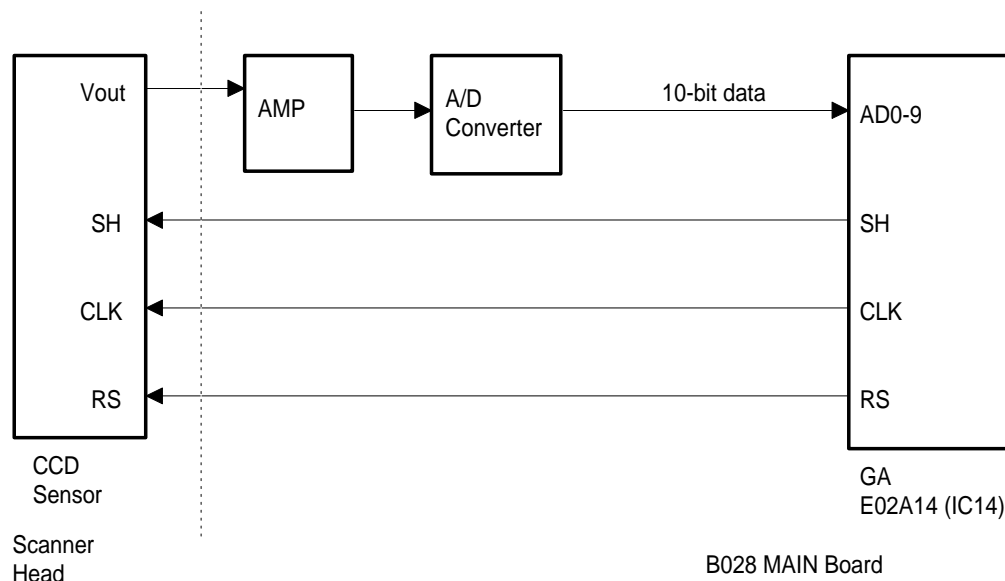 Vout
AMP
A/D
Converter
10-bit data
AD0-9
SH
SH
CLK
CLK
RS
RS
CCD
Sensor
GA
E02A14 (IC14)
Scanner
Head
B028 MAIN Board